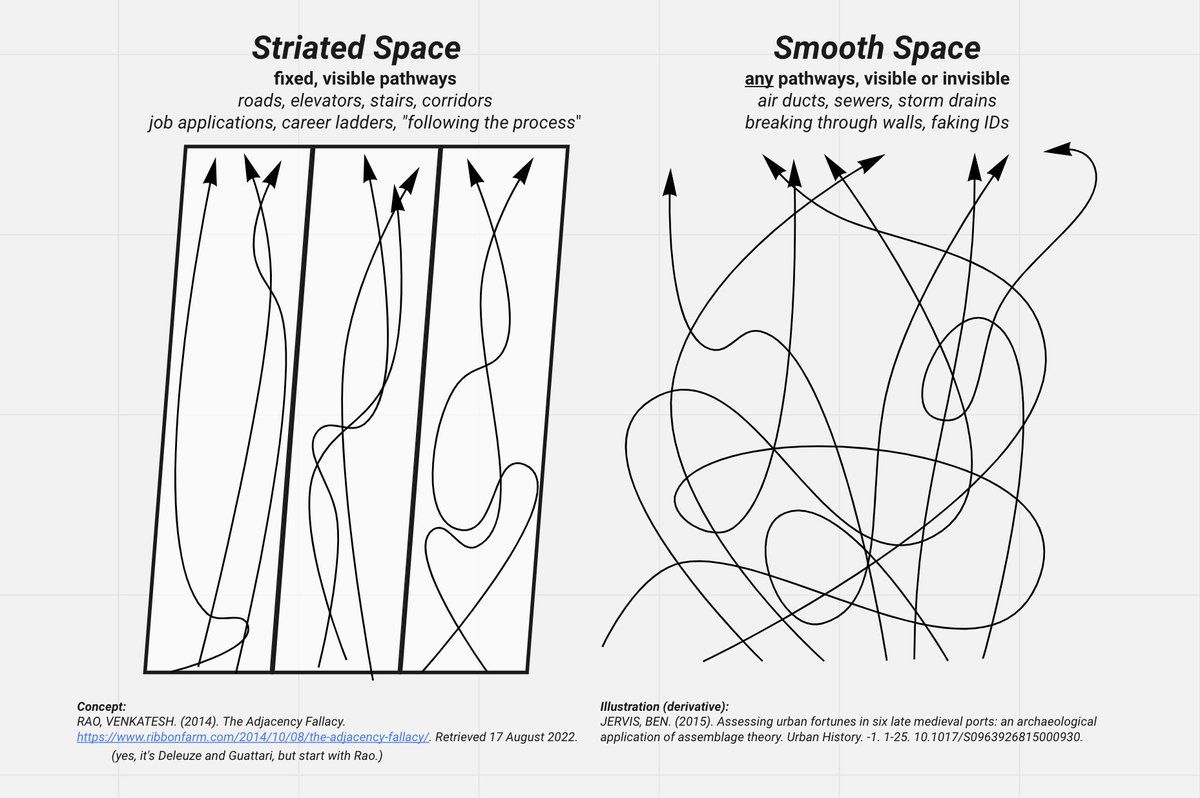 Striated Space
fixed, visible pathways
roads, elevators, stairs, corridors
job applications, career ladders, "following the process"
Smooth Space
any pathways, visible or invisible
air ducts, sewers, storm drains
breaking through walls, faking IDs
Concept:
RAO, VENKATESH. (2014). The Adjacency Fallacy.
https://www.ribbonfarm.com/2014/10/08/the-adjacency-fallacy/. Retrieved 17 August 2022.
(yes, it's Deleuze and Guattari, but start with Rao.)
Illustration (derivative):
JERVIS, BEN. (2015). Assessing urban fortunes in six late medieval ports: an archaeological
application of assemblage theory. Urban History. -1. 1-25. 10.1017/S0963926815000930.